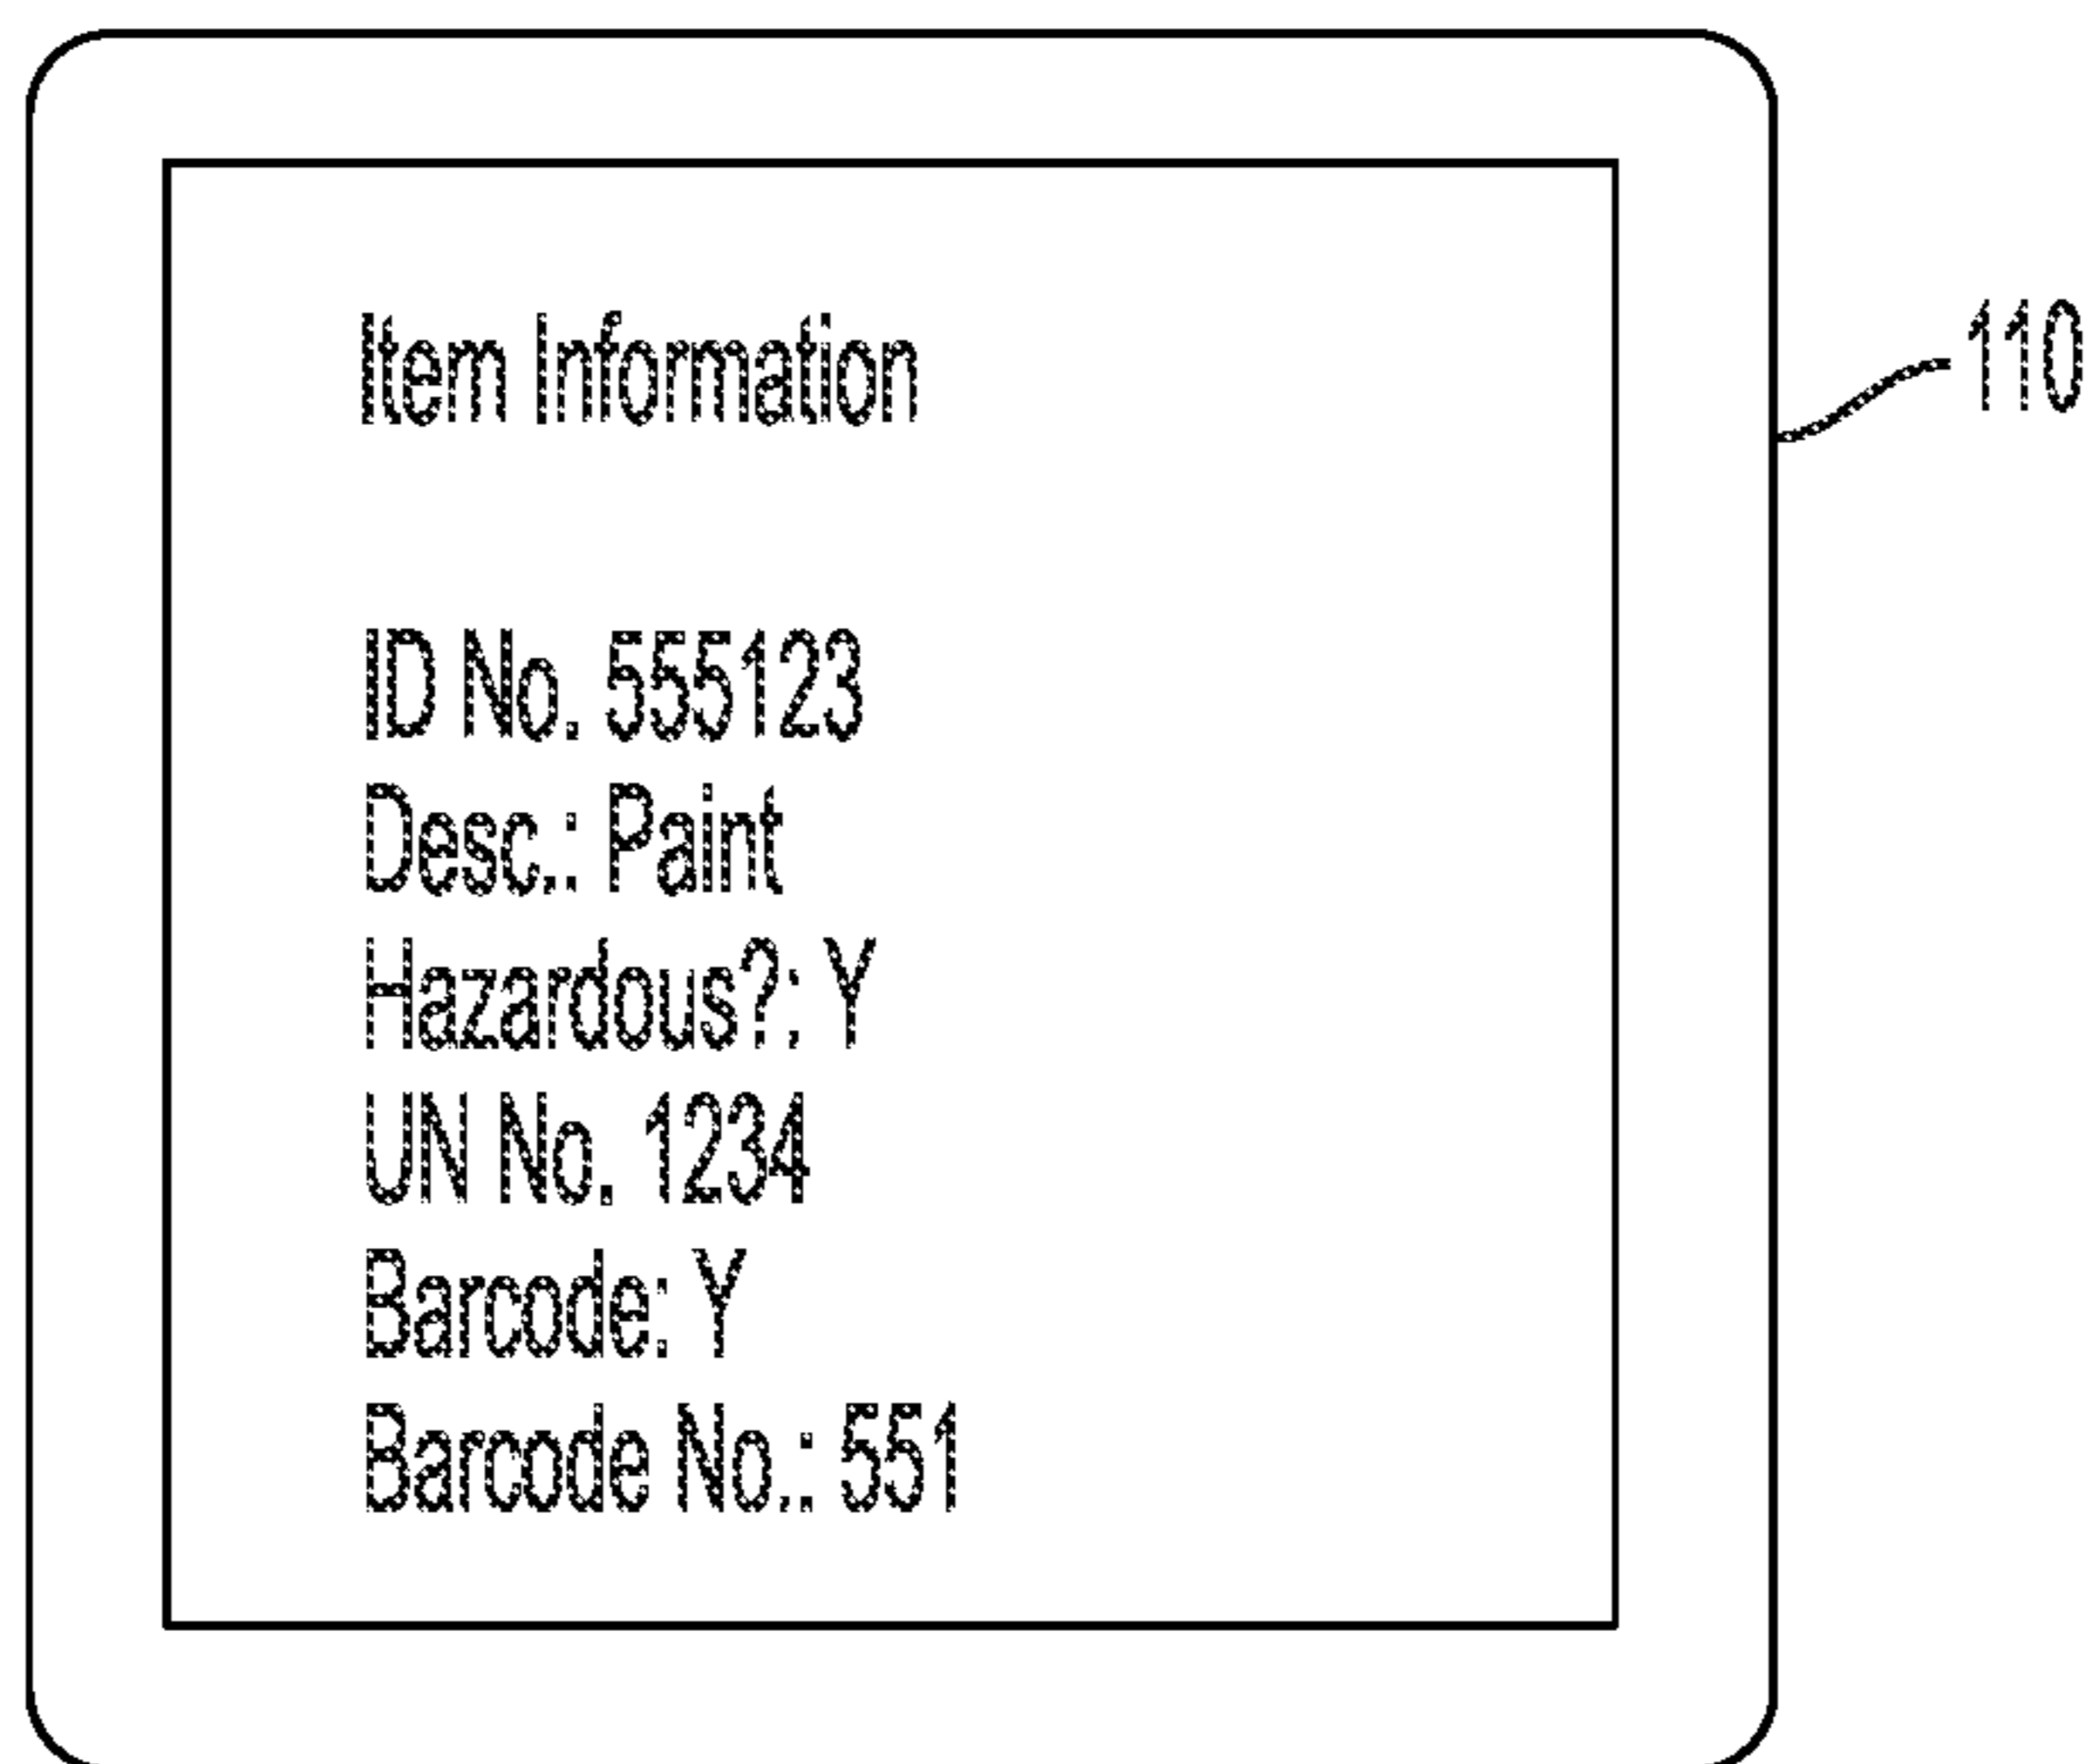 Item Information
110
ID No. 555123
Desc.: Paint
Hazardous?: Y
UN No. 1234
Barcode: Y
Barcode No.: 551